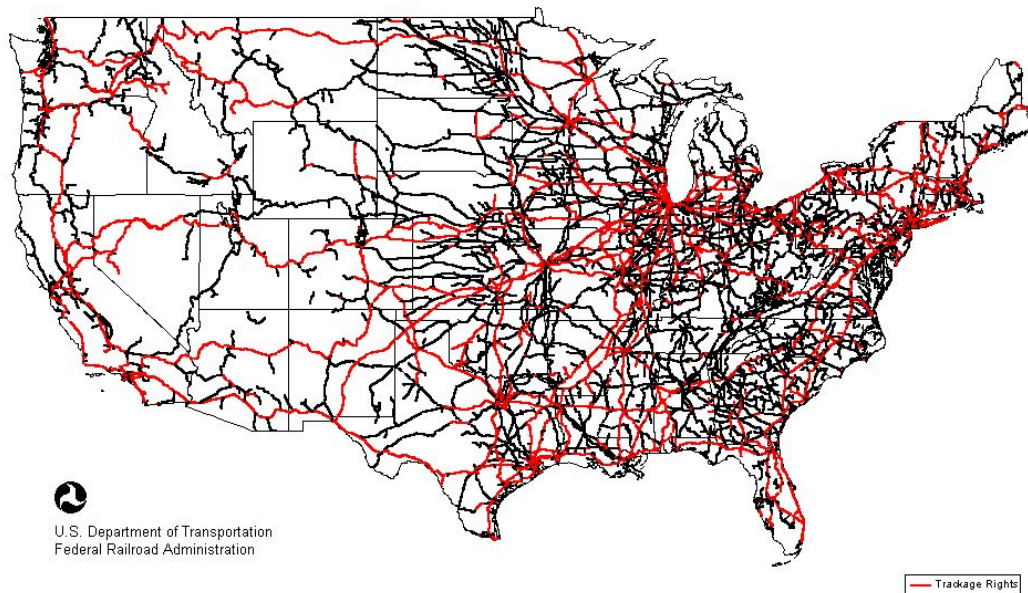 U.S. Department of Transportation
Federal Railroad Administration
Trackage Rights